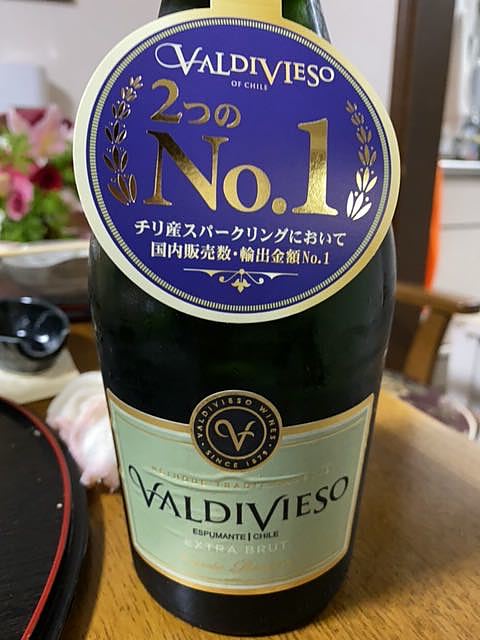 VALDIVIESO
OF CHILE
2つの
No.1
チリ産スパークリングにおいて
国内販売数・輸出金額No.1
VALDIVIESO WINES
SINCE 1879
VALDIVIESO
ESPUMANTE | CHILE
EXTRA BRUT